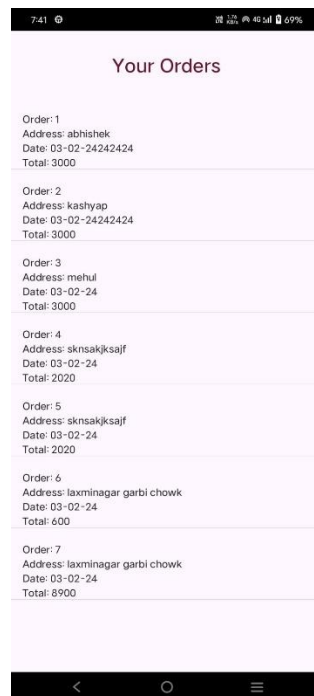 7:41
1.76 KB/s 4G 69%
Your Orders
Order: 1
Address: abhishek
Date: 03-02-24242424
Total: 3000
Order: 2
Address: kashyap
Date: 03-02-24242424
Total: 3000
Order: 3
Address: mehul
Date: 03-02-24
Total: 3000
Order: 4
Address: sknsakjksajf
Date: 03-02-24
Total: 2020
Order: 5
Address: sknsakjksajf
Date: 03-02-24
Total: 2020
Order: 6
Address: laxminagar garbi chowk
Date: 03-02-24
Total: 600
Order: 7
Address: laxminagar garbi chowk
Date: 03-02-24
Total: 8900